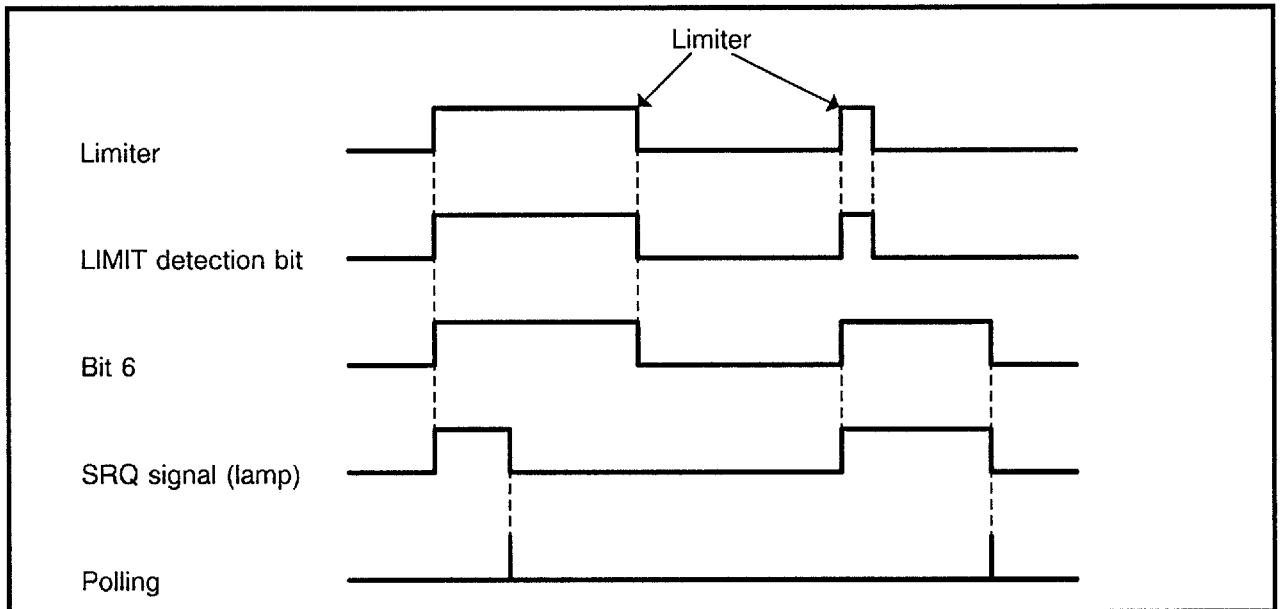 Limiter
Limiter
LIMIT detection bit
Bit 6
SRQ signal (lamp)
Polling